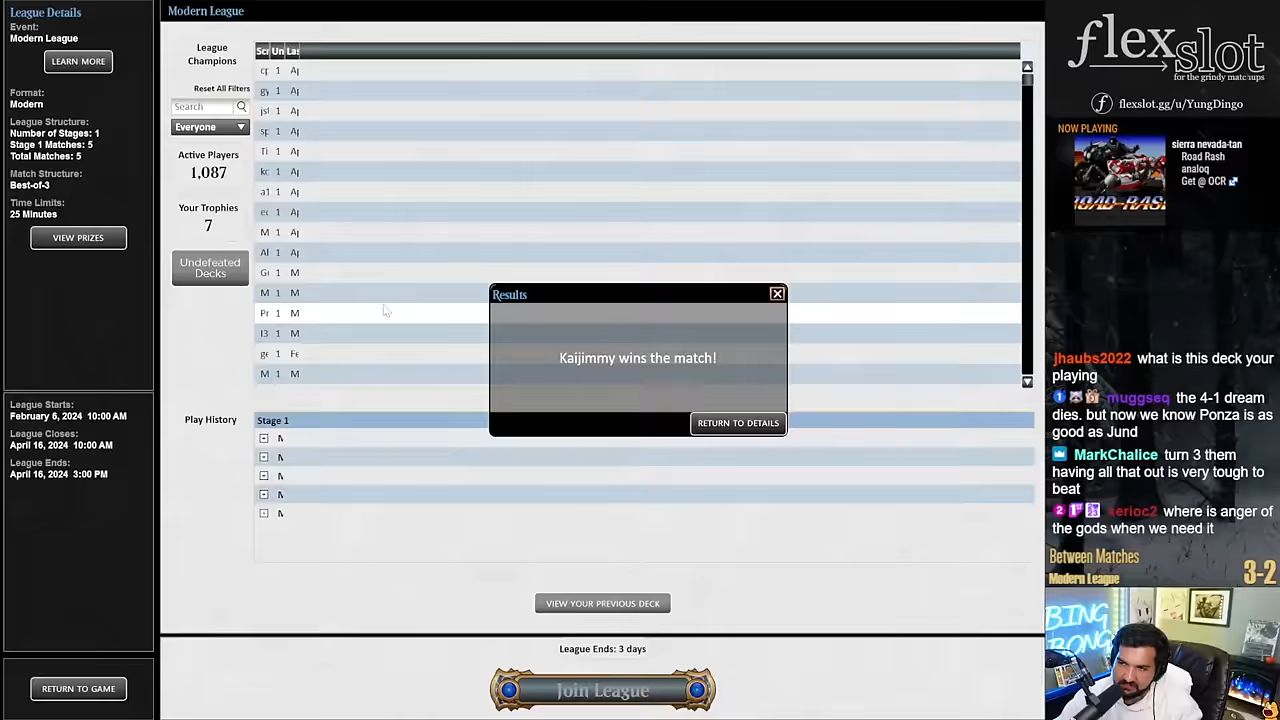 League Details
Event:
Modern League
LEARN MORE
Format:
Modern
League Structure:
Number of Stages: 1
Stage 1 Matches: 5
Total Matches: 5
Match Structure:
Best-of-3
Time Limits:
25 Minutes
VIEW PRIZES
League Starts:
February 6, 2024 10:00 AM
League Closes:
April 16, 2024 10:00 AM
League Ends:
April 16, 2024 3:00 PM
RETURN TO GAME
Modern League
League
Champions
Reset All Filters
Search
Everyone
Active Players
1,087
Your Trophies
7
Undefeated
Decks
Play History
Stage 1
Results
Kaijimmy wins the match!
RETURN TO DETAILS
VIEW YOUR PREVIOUS DECK
League Ends: 3 days
Join League
flex slot
for the grindy matchups
flexslot.gg/u/YungDingo
NOW PLAYING
sierra nevada-tan
Road Rash
analoq
Get @ OCR
jhaubs2022 what is this deck your
playing
muggseq the 4-1 dream
dies. but now we know Ponza is as
good as Jund
MarkChalice turn 3 them
having all that out is very tough to
beat
xerioc2 where is anger of
the gods when we need it
Between Matches
Modern League
3-2
BING
BONG